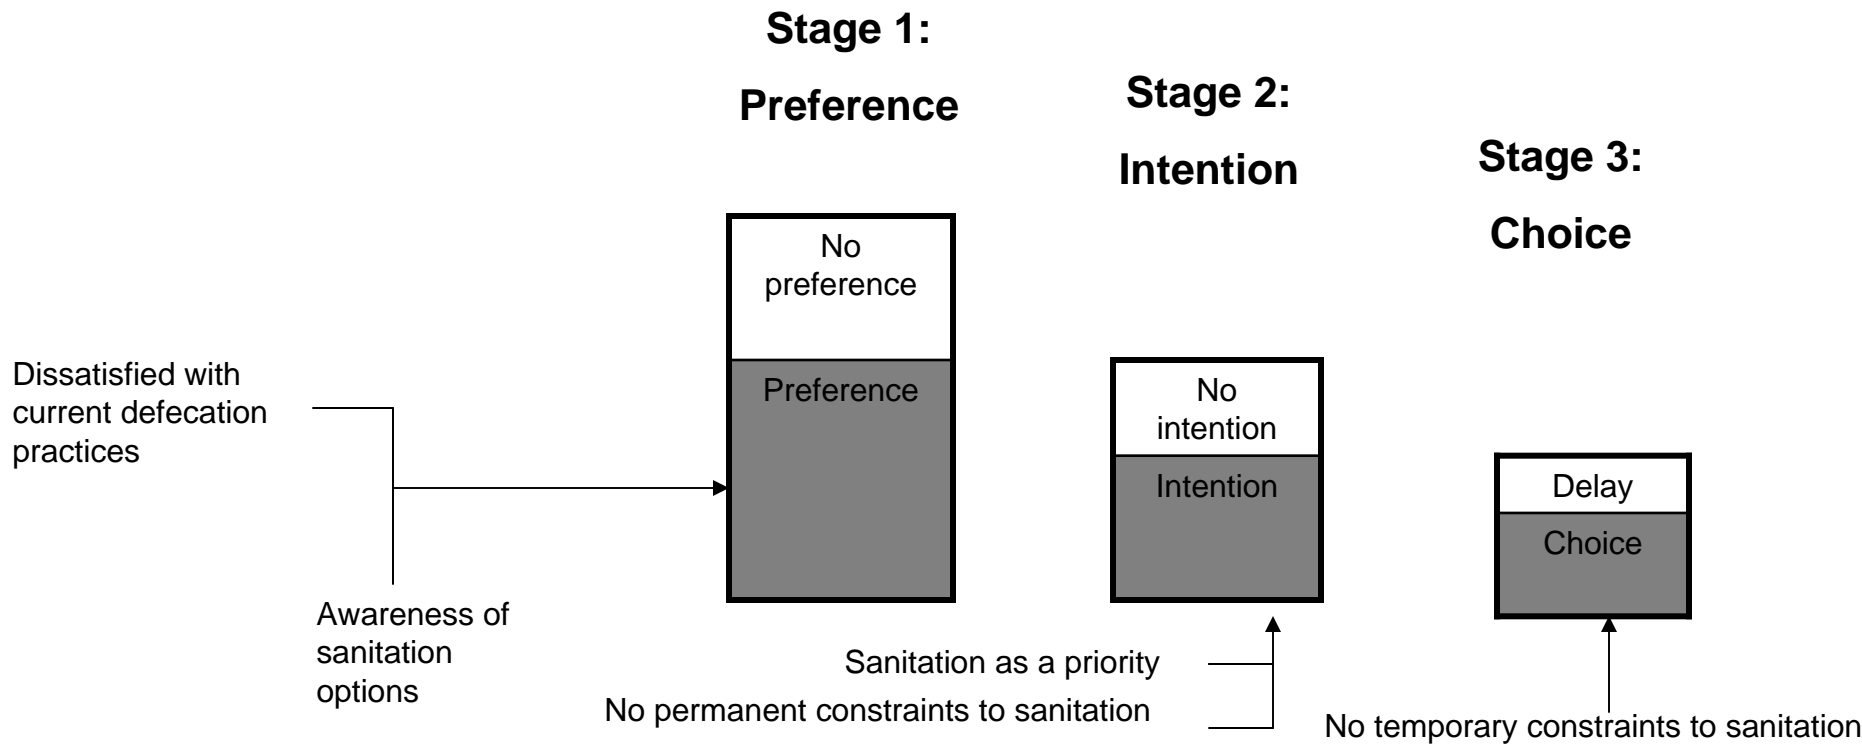 Stage 1:
Preference
Stage 2:
Intention
Stage 3:
Choice
No
preference
Preference
No
intention
Intention
Delay
Choice
Dissatisfied with
current defecation
practices
Awareness of
sanitation
options
Sanitation as a priority
No permanent constraints to sanitation
No temporary constraints to sanitation